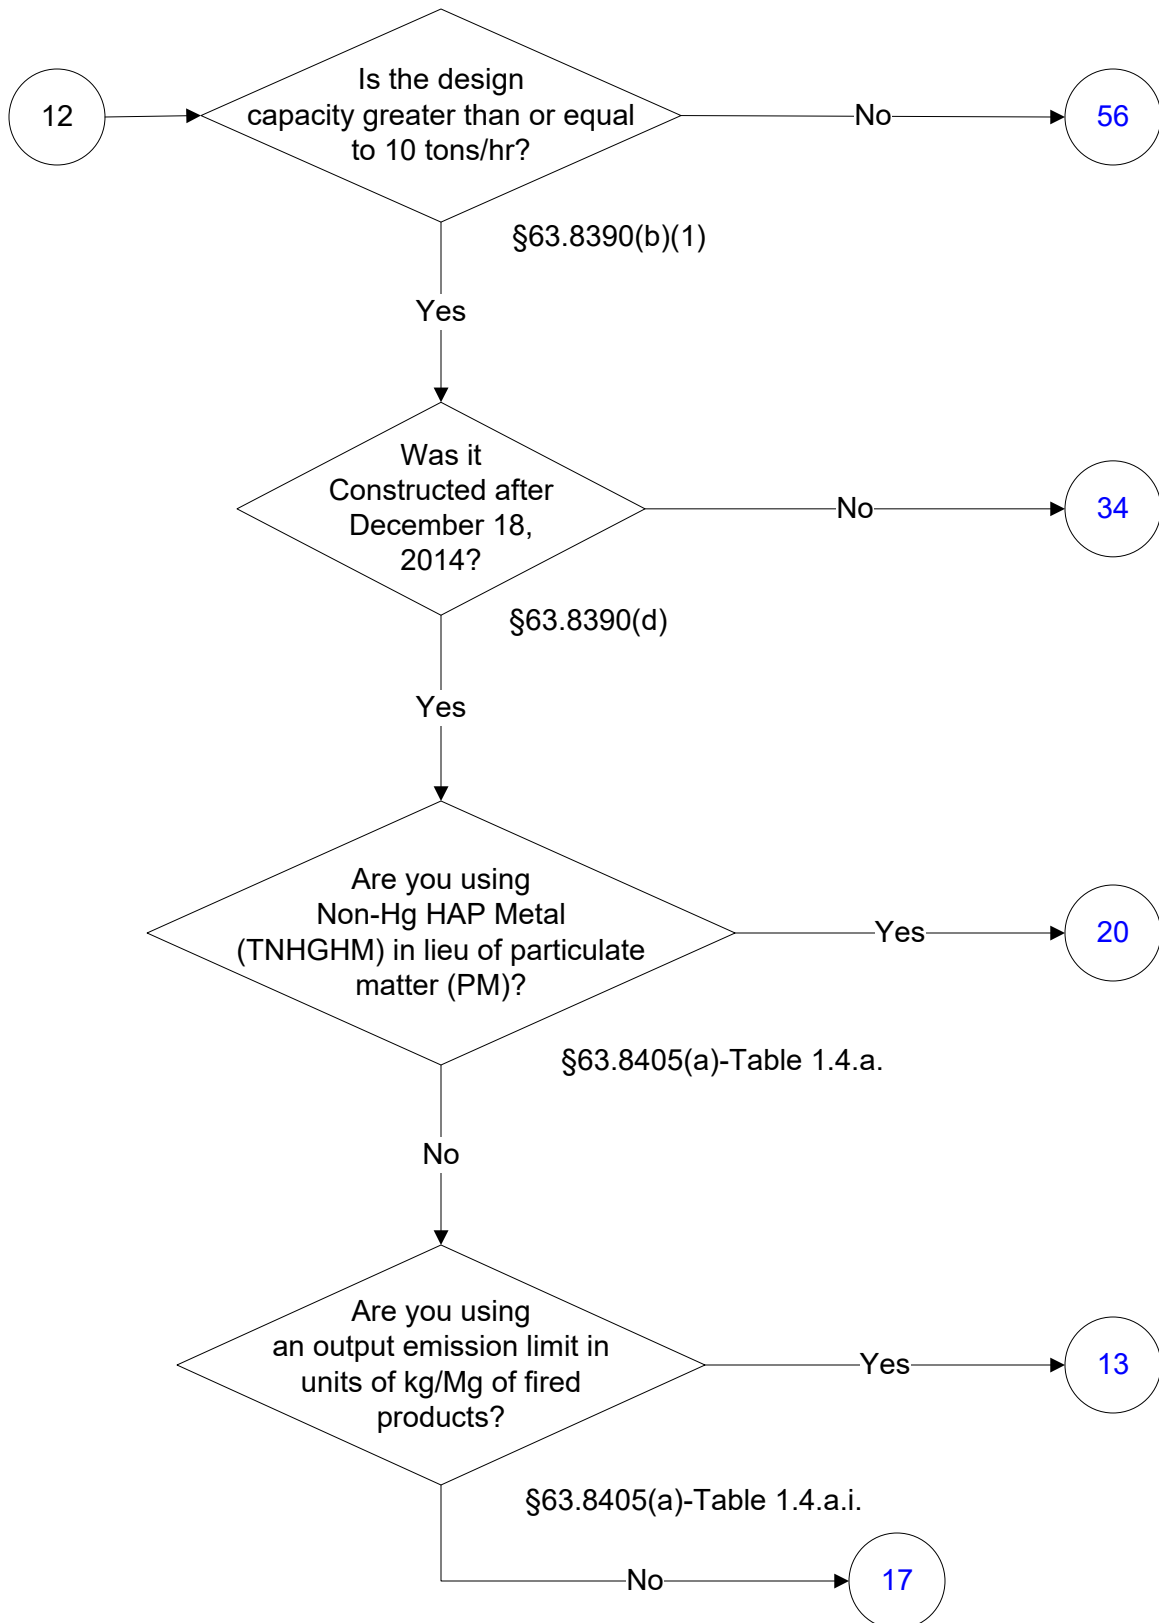 Is the design
capacity greater than or equal
to 10 tons/hr?
12
No
56
§63.8390(b)(1)
Yes
Was it
Constructed after
December 18,
2014?
No
34
§63.8390(d)
Yes
Are you using
Non-Hg HAP Metal
(TNHGHM) in lieu of particulate
matter (PM)?
Yes
20
§63.8405(a)-Table 1.4.a.
No
Are you using
an output emission limit in
units of kg/Mg of fired
products?
Yes
13
§63.8405(a)-Table 1.4.a.i.
No
17